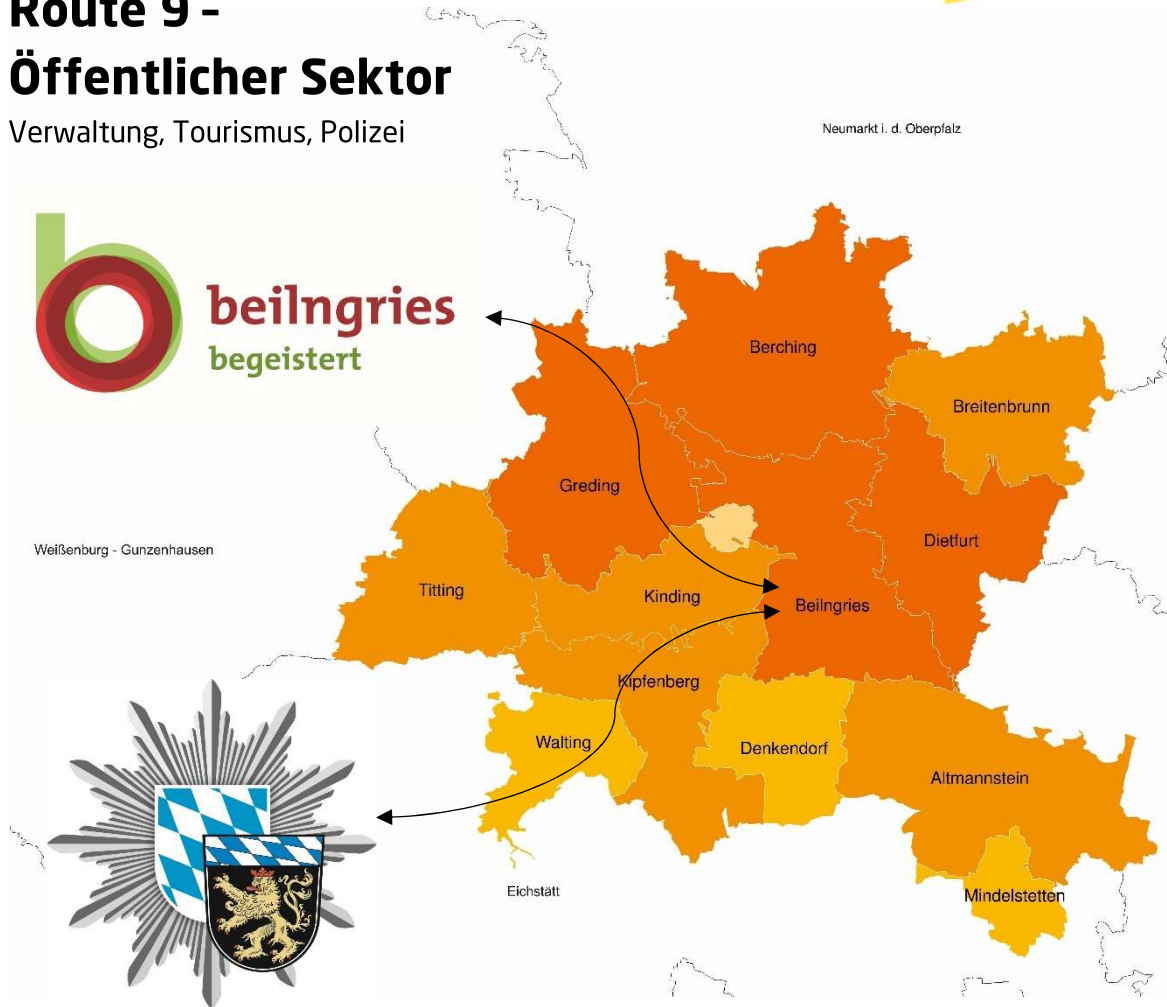 Route 9 –
Öffentlicher Sektor
Verwaltung, Tourismus, Polizei
Neumarkt i. d. Oberpfalz
beilngries
begeistert
Berching
Breitenbrunn
Greding
Dietfurt
Weißenburg - Gunzenhausen
Titting
Kinding
Beilngries
Kipfenberg
Walting
Denkendorf
Altmannstein
Eichstätt
Mindelstetten